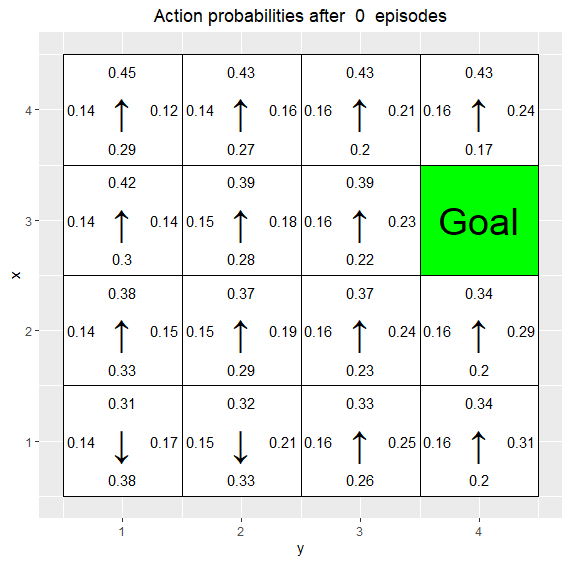 Action probabilities after 0 episodes
0.45 0.43 0.43 0.43
4 0.14 ↑ 0.12 0.14 ↑ 0.16 0.16 ↑ 0.21 0.16 ↑ 0.24
0.29 0.27 0.2 0.17
0.42 0.39 0.39
3 0.14 ↑ 0.14 0.15 ↑ 0.18 0.16 ↑ 0.23 Goal
0.3 0.28 0.22
x
0.38 0.37 0.37 0.34
2 0.14 ↑ 0.15 0.15 ↑ 0.19 0.16 ↑ 0.24 0.16 ↑ 0.29
0.33 0.29 0.23 0.2
0.31 0.32 0.33 0.34
1 0.14 ↓ 0.17 0.15 ↓ 0.21 0.16 ↑ 0.25 0.16 ↑ 0.31
0.38 0.33 0.26 0.2
1 2 3 4
y